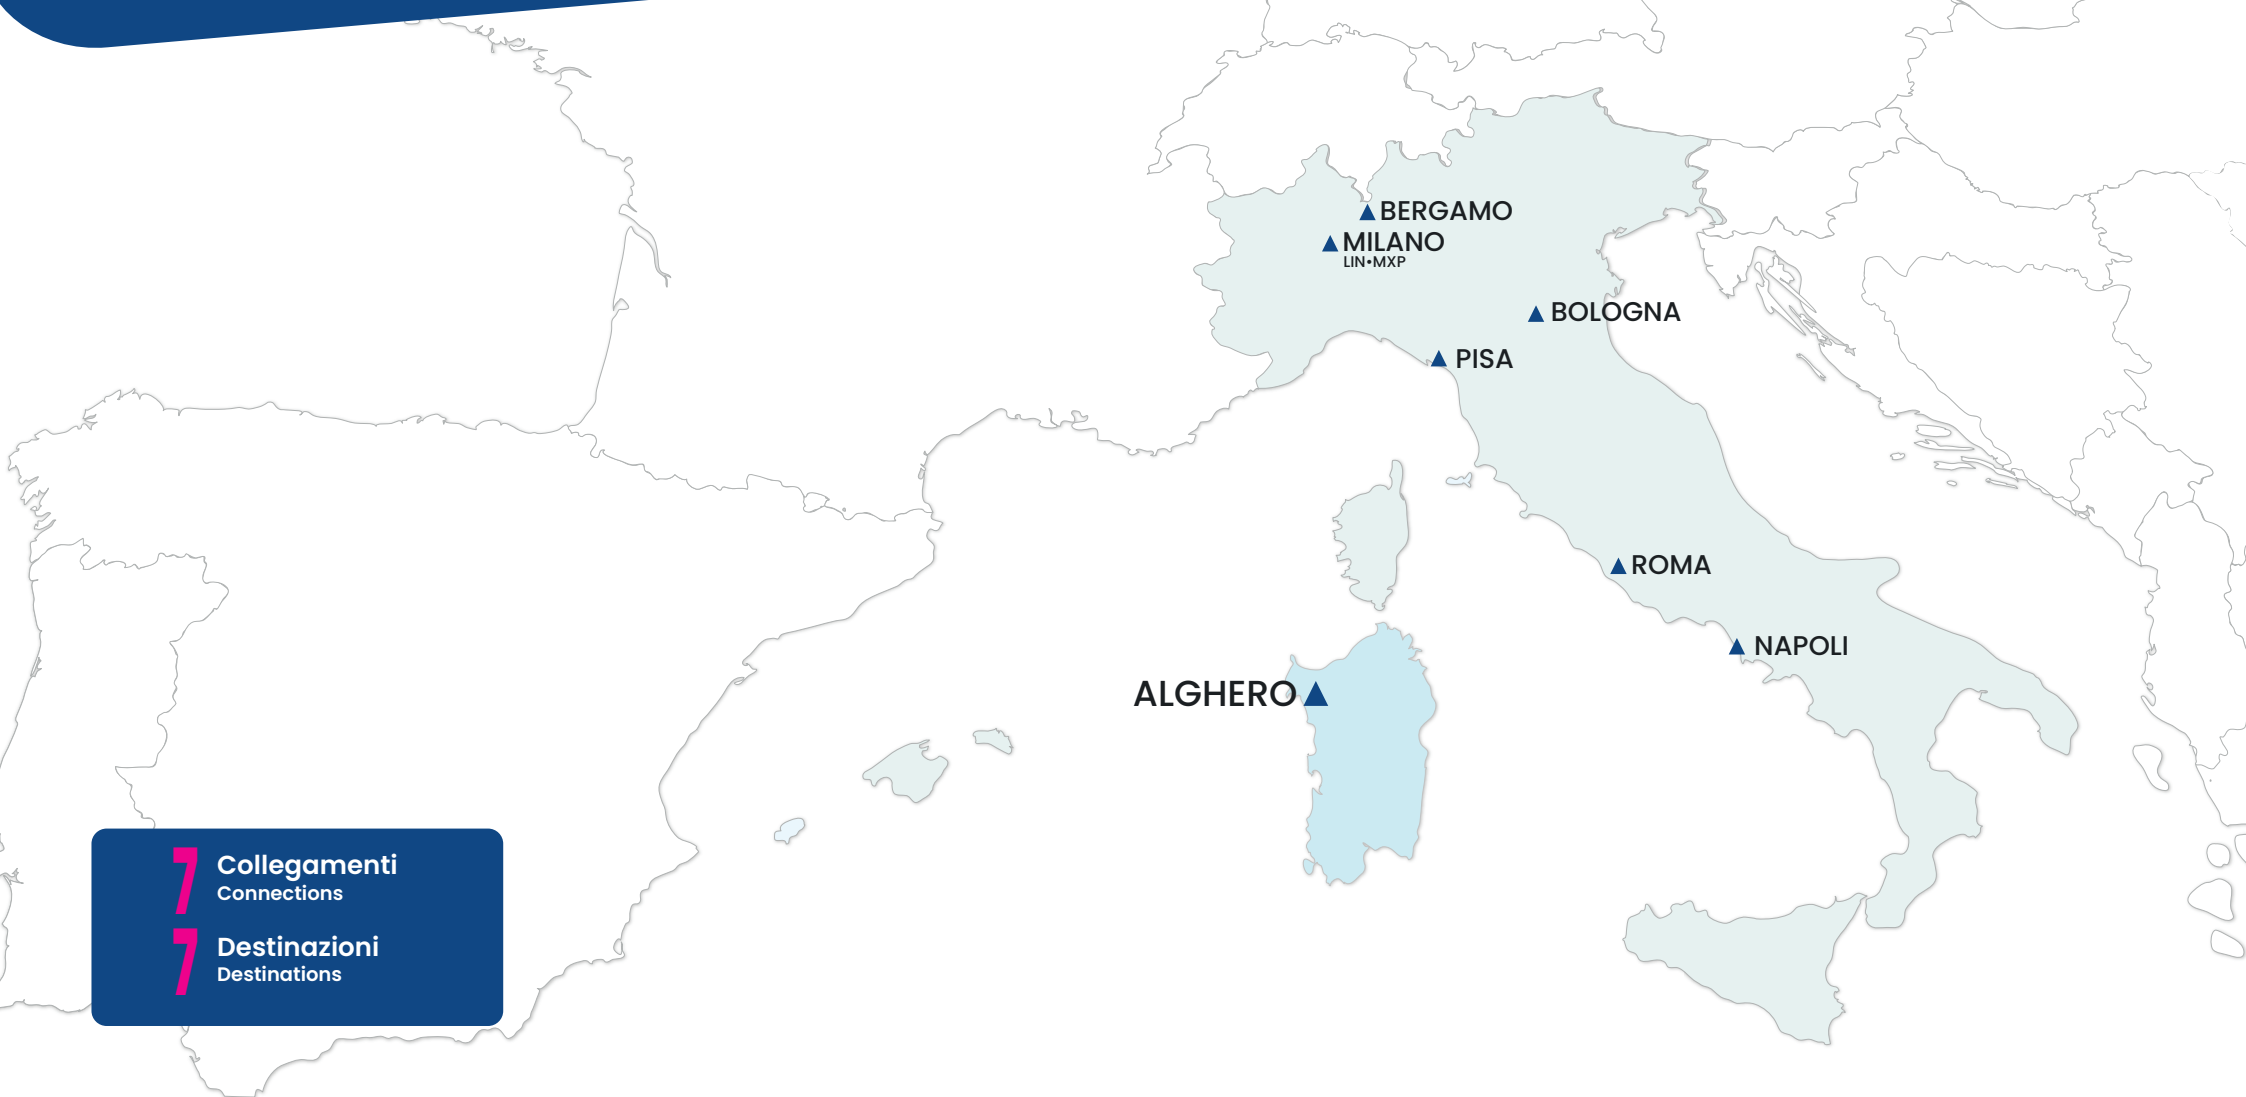 BERGAMO
MILANO
LIN•MXP
BOLOGNA
PISA
ROMA
NAPOLI
ALGHERO
7 Collegamenti
Connections
7 Destinazioni
Destinations